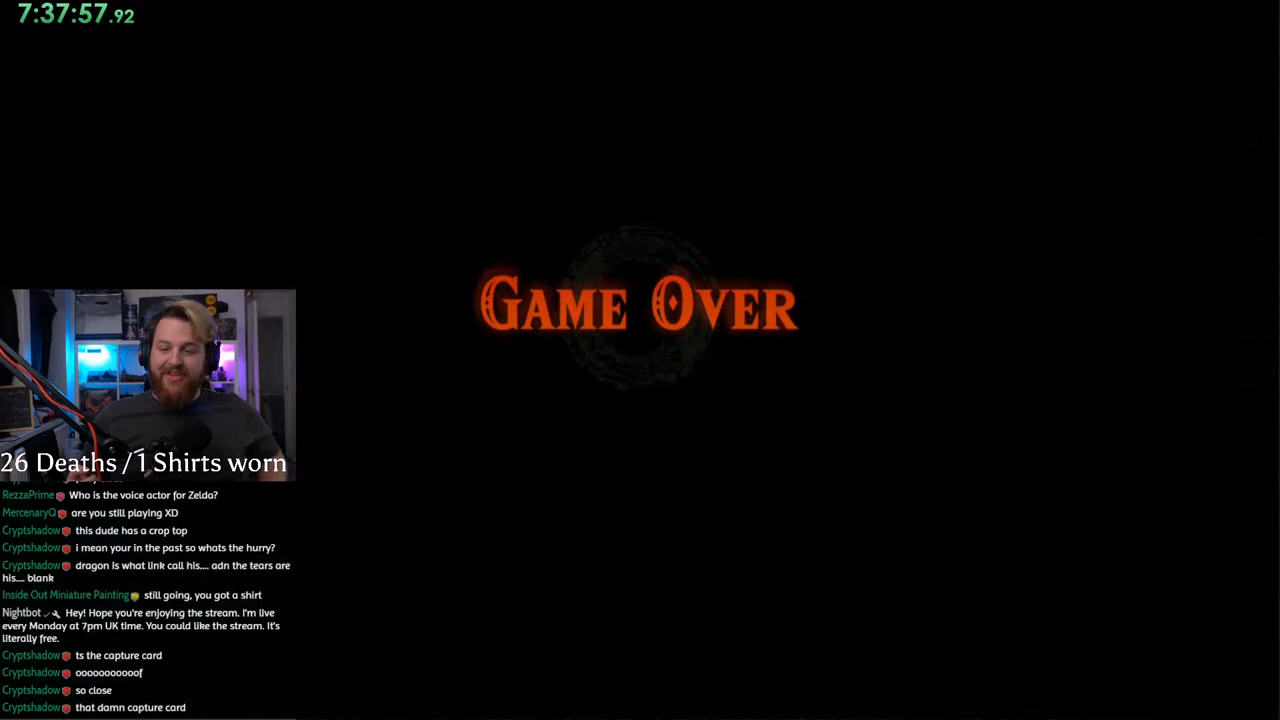 7:37:57.92
GAME OVER
26 Deaths / 1 Shirts worn
RezzaPrime Who is the voice actor for Zelda?
MercenaryQ are you still playing XD
Cryptshadow this dude has a crop top
Cryptshadow i mean your in the past so whats the hurry?
Cryptshadow dragon is what link call his.... adn the tears are
his.... blank
Inside Out Miniature Painting still going, you got a shirt
Nightbot Hey! Hope you're enjoying the stream. I'm live
every Monday at 7pm UK time. You could like the stream. It's
literally free.
Cryptshadow ts the capture card
Cryptshadow ooooooooooof
Cryptshadow so close
Cryptshadow that damn capture card